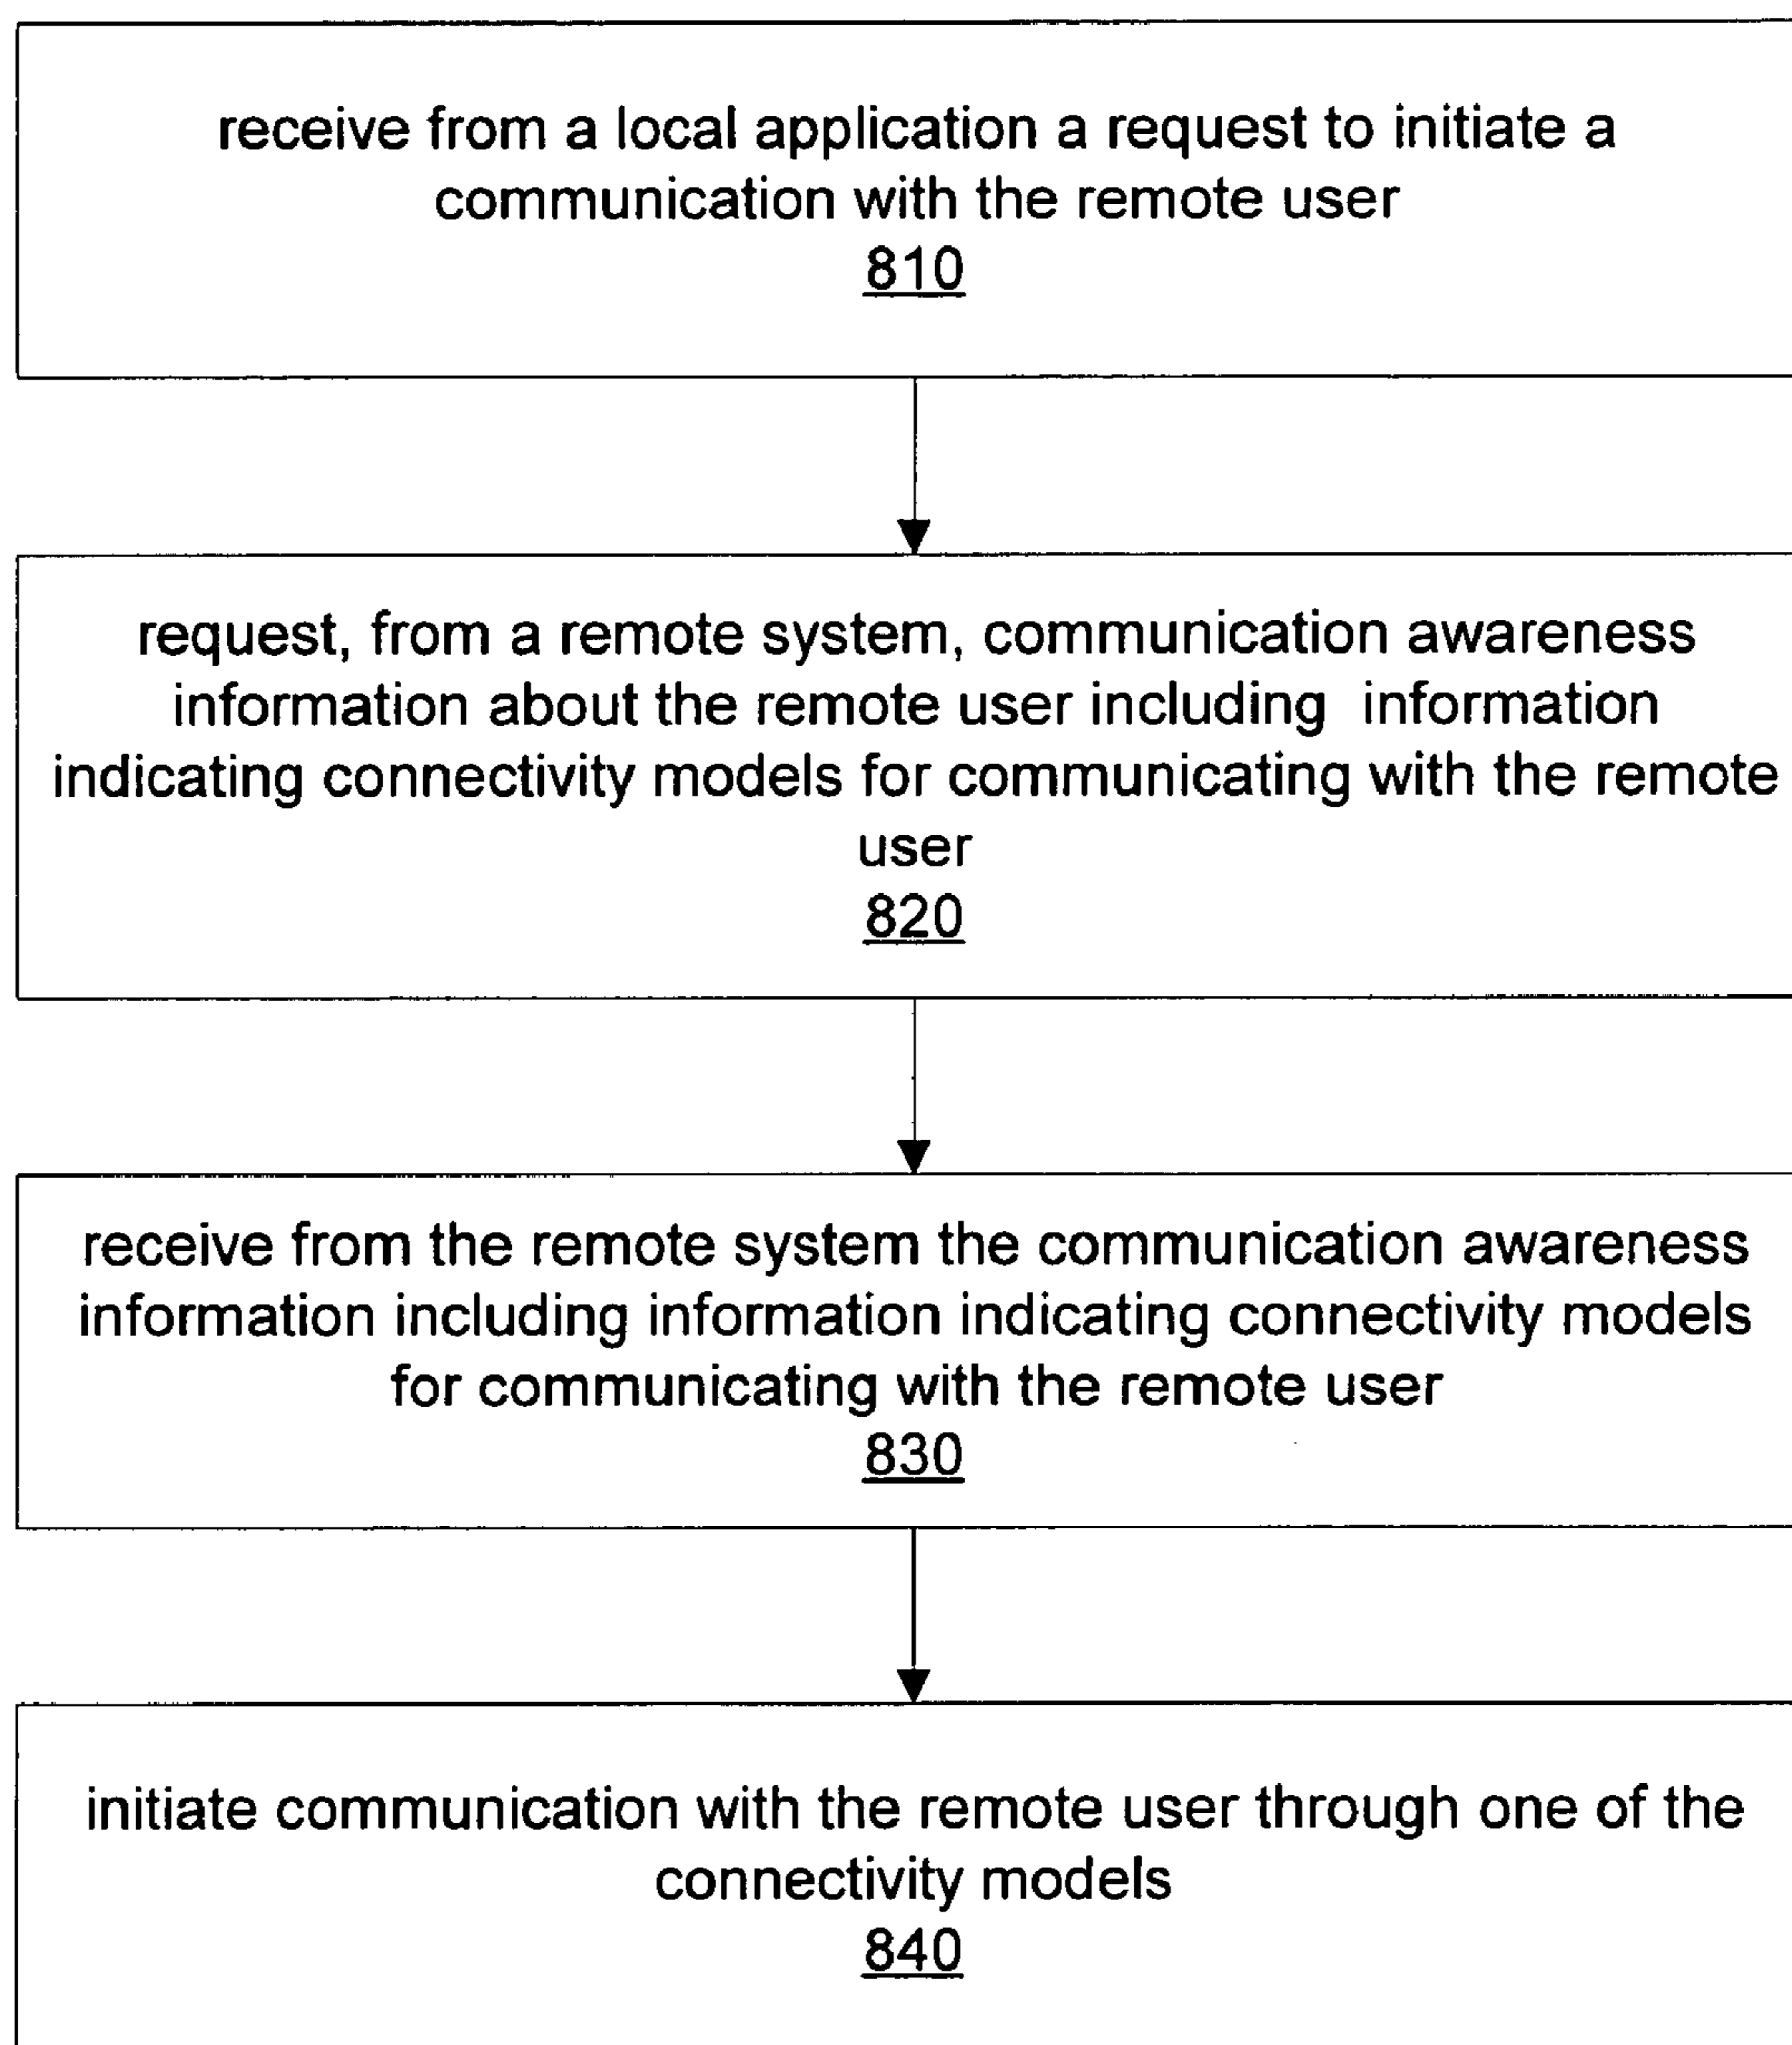 receive from a local application a request to initiate a
communication with the remote user
810
request, from a remote system, communication awareness
information about the remote user including information
indicating connectivity models for communicating with the remote
user
820
receive from the remote system the communication awareness
information including information indicating connectivity models
for communicating with the remote user
830
initiate communication with the remote user through one of the
connectivity models
840